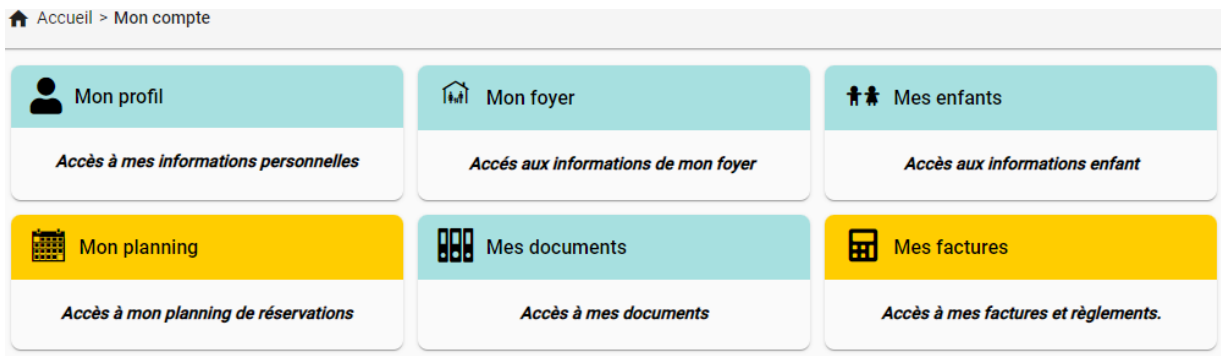 Accueil > Mon compte
Mon profil
Accès à mes informations personnelles
Mon foyer
Accés aux informations de mon foyer
Mes enfants
Accès aux informations enfant
Mon planning
Accès à mon planning de réservations
Mes documents
Accès à mes documents
Mes factures
Accès à mes factures et règlements.